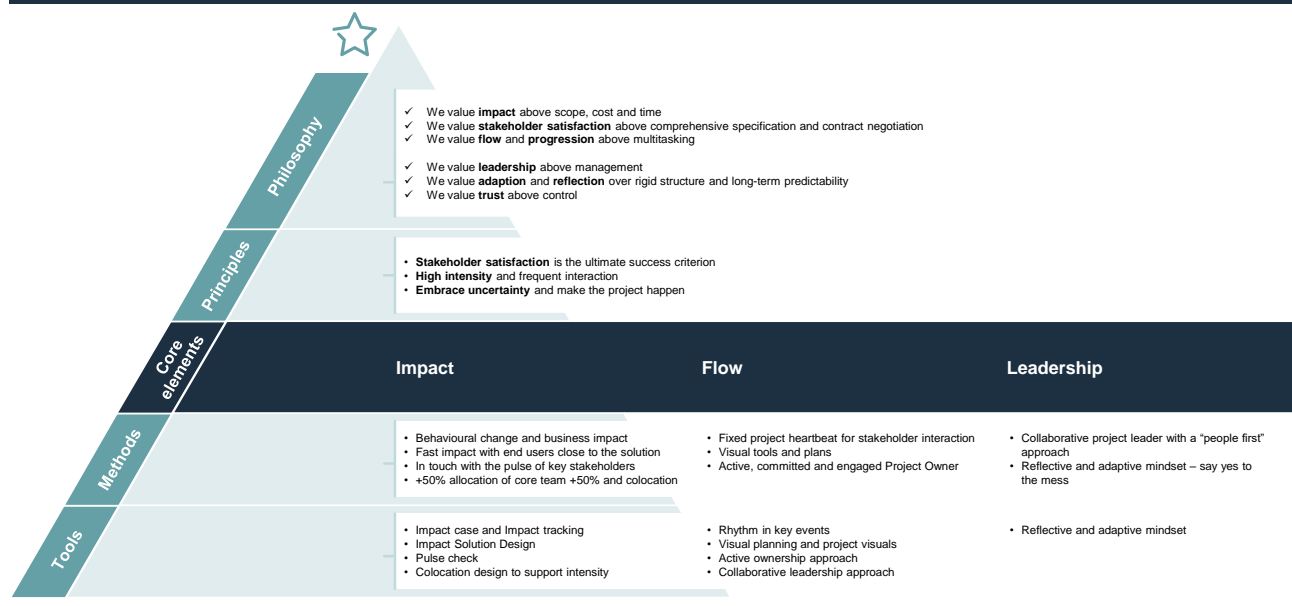 Philosophy
✓ We value impact above scope, cost and time
✓ We value stakeholder satisfaction above comprehensive specification and contract negotiation
✓ We value flow and progression above multitasking
✓ We value leadership above management
✓ We value adaption and reflection over rigid structure and long-term predictability
✓ We value trust above control
Principles
• Stakeholder satisfaction is the ultimate success criterion
• High intensity and frequent interaction
• Embrace uncertainty and make the project happen
Core
elements
Impact
Flow
Leadership
Methods
• Behavioural change and business impact
• Fast impact with end users close to the solution
• In touch with the pulse of key stakeholders
• +50% allocation of core team +50% and colocation
• Fixed project heartbeat for stakeholder interaction
• Visual tools and plans
• Active, committed and engaged Project Owner
• Collaborative project leader with a “people first”
approach
• Reflective and adaptive mindset – say yes to
the mess
Tools
• Impact case and Impact tracking
• Impact Solution Design
• Pulse check
• Colocation design to support intensity
• Rhythm in key events
• Visual planning and project visuals
• Active ownership approach
• Collaborative leadership approach
• Reflective and adaptive mindset